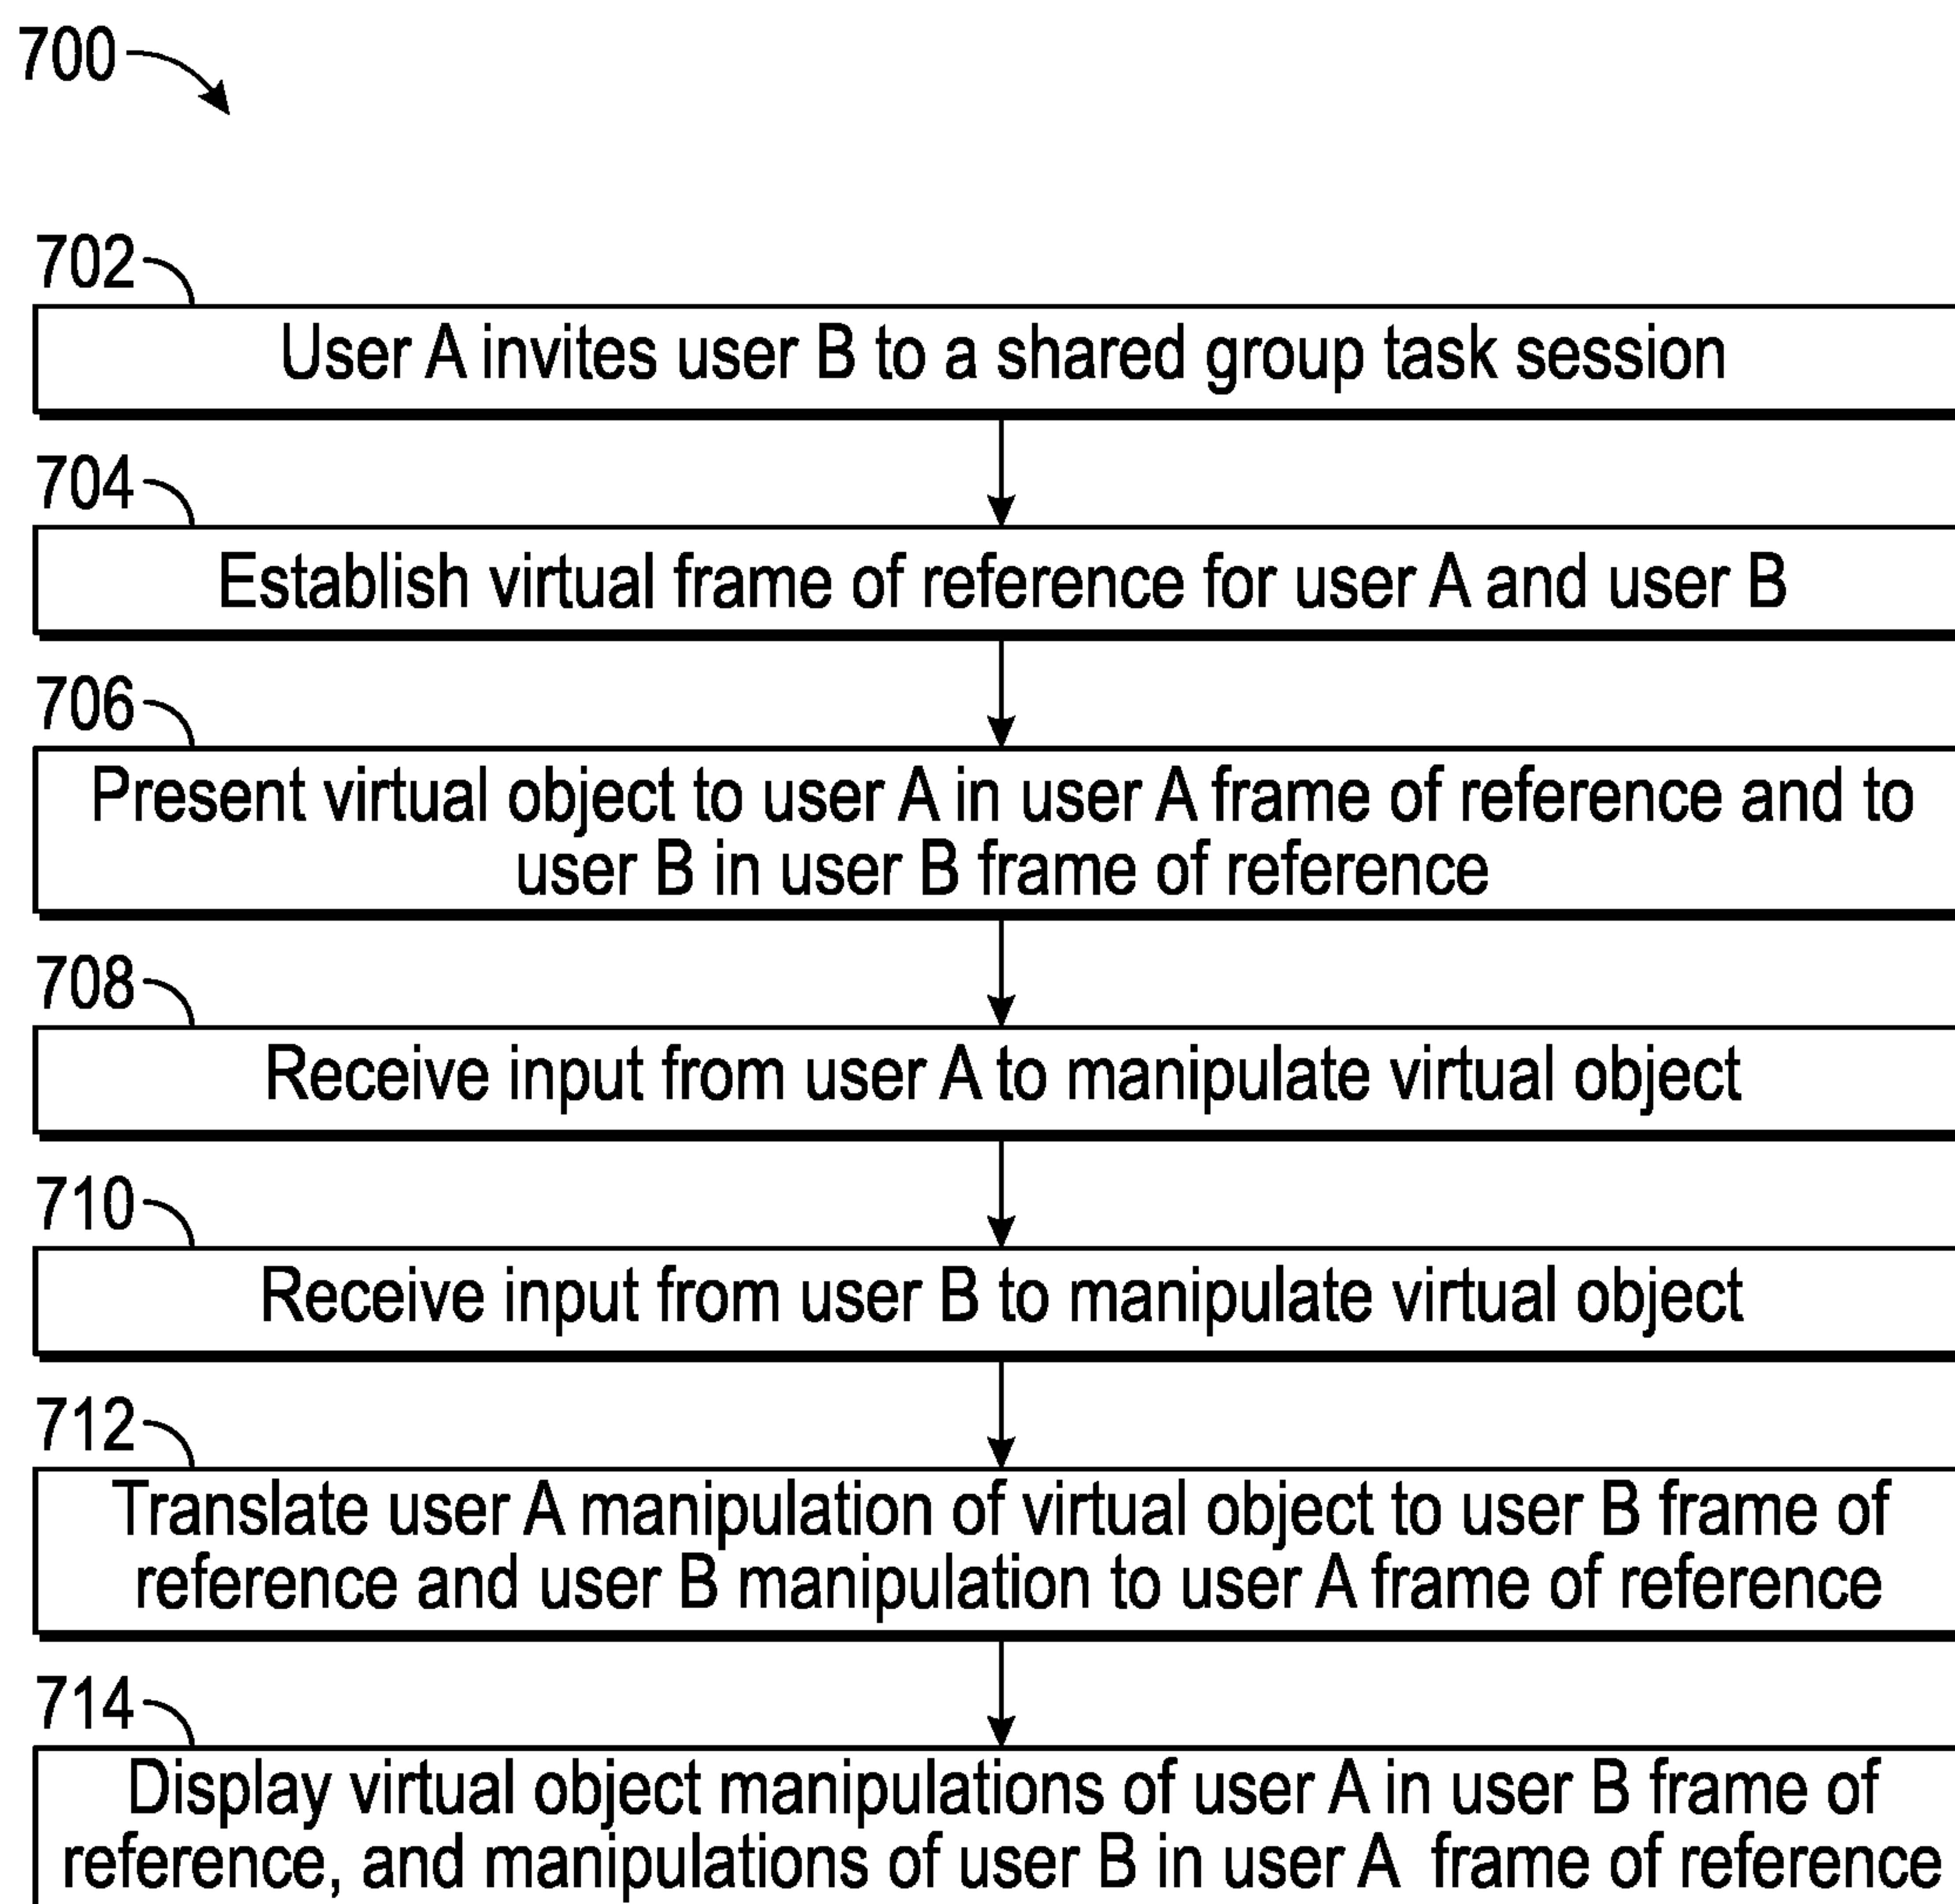 700
702
User A invites user B to a shared group task session
704
Establish virtual frame of reference for user A and user B
706
Present virtual object to user A in user A frame of reference and to
user B in user B frame of reference
708
Receive input from user A to manipulate virtual object
710
Receive input from user B to manipulate virtual object
712
Translate user A manipulation of virtual object to user B frame of
reference and user B manipulation to user A frame of reference
714
Display virtual object manipulations of user A in user B frame of
reference, and manipulations of user B in user A frame of reference